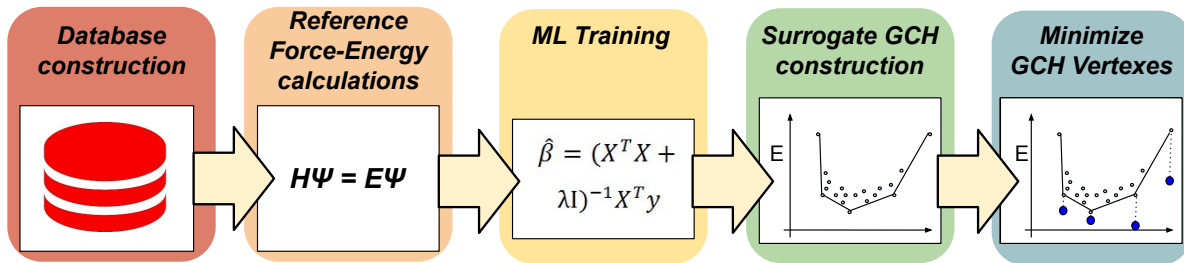 Database
construction
Reference
Force-Energy
calculations
HΨ = EΨ
ML Training
β̂ = (XᵀX +
λI)⁻¹Xᵀy
Surrogate GCH
construction
E
Minimize
GCH Vertexes
E